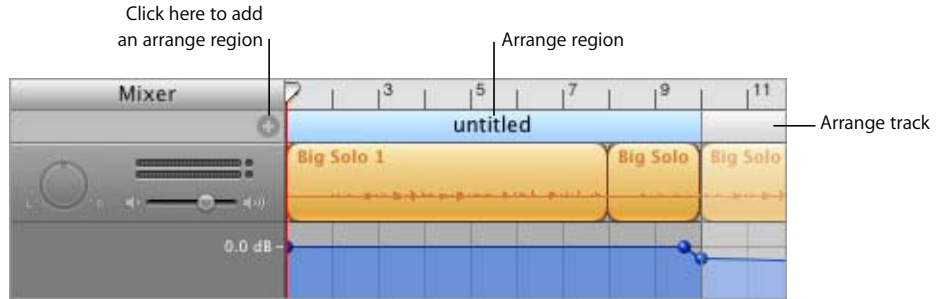 Click here to add
an arrange region
Arrange region
Mixer
3
5
7
9
11
untitled
Arrange track
Big Solo 1
Big Solo
Big Solo
L
R
0.0 dB